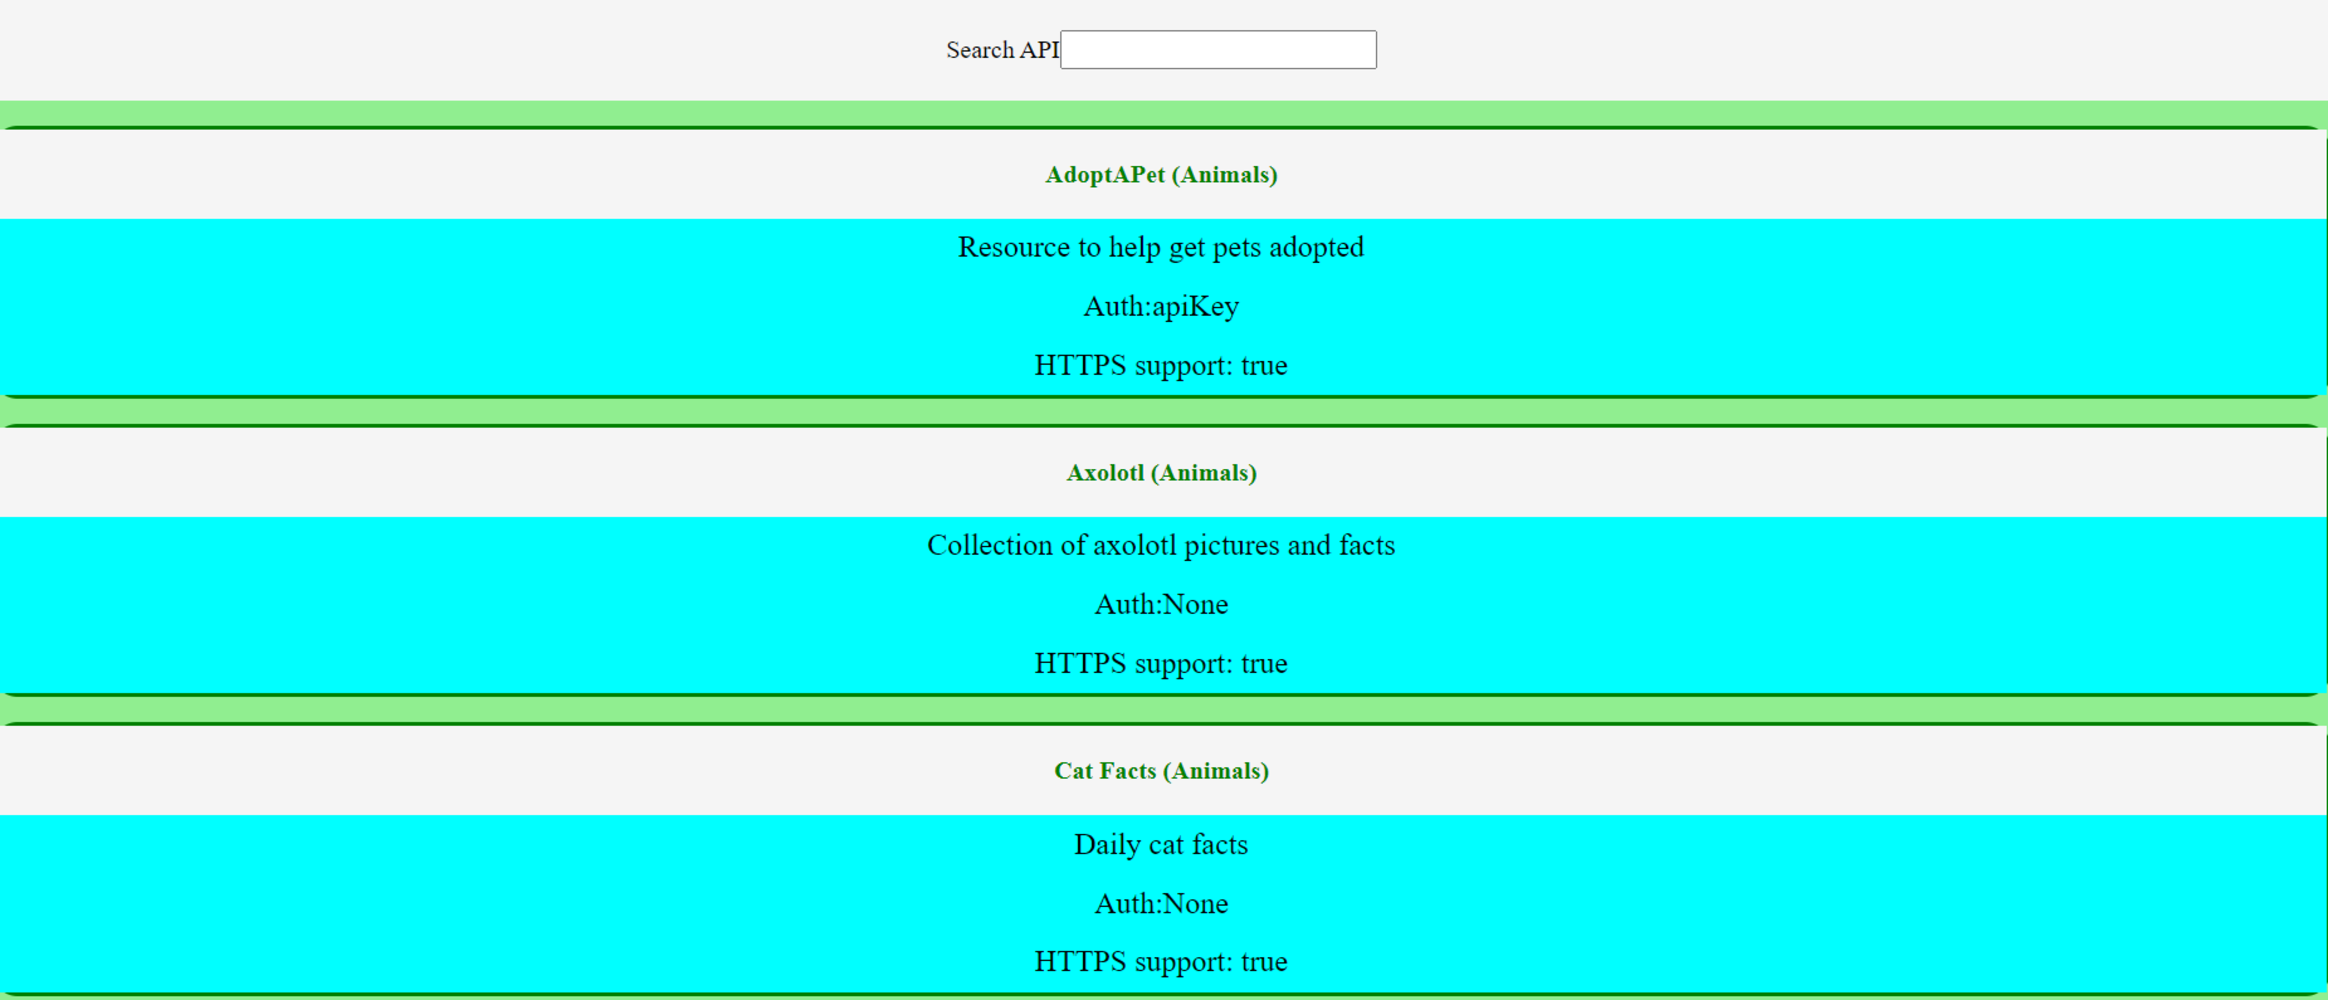 Search API
AdoptAPet (Animals)
Resource to help get pets adopted
Auth:apiKey
HTTPS support: true
Axolotl (Animals)
Collection of axolotl pictures and facts
Auth:None
HTTPS support: true
Cat Facts (Animals)
Daily cat facts
Auth:None
HTTPS support: true